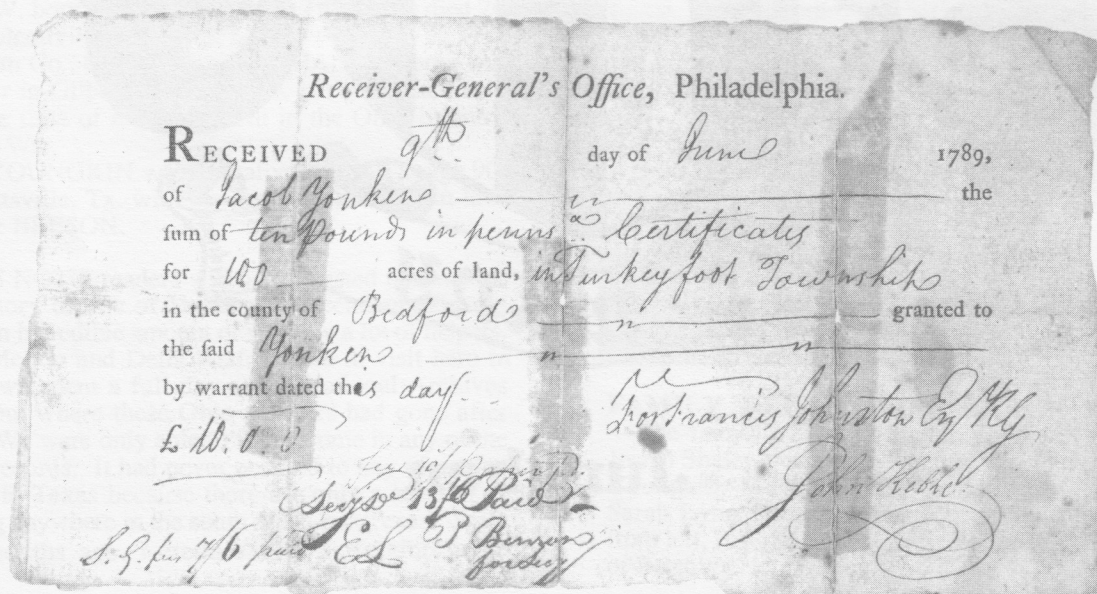 Receiver-General's Office, Philadelphia.
RECEIVED 9th day of June 1789,
of Jacob Yonken the
sum of ten Pounds in penns a Certificates
for 100 acres of land, in Turkeyfoot Township
in the county of Bedford granted to
the said Yonken
by warrant dated this day
For Francis Johnston Esq RG
£ 10.0.0
John Keble
13/6 Paid
S. G. fees 7/6 paid E L P Benson